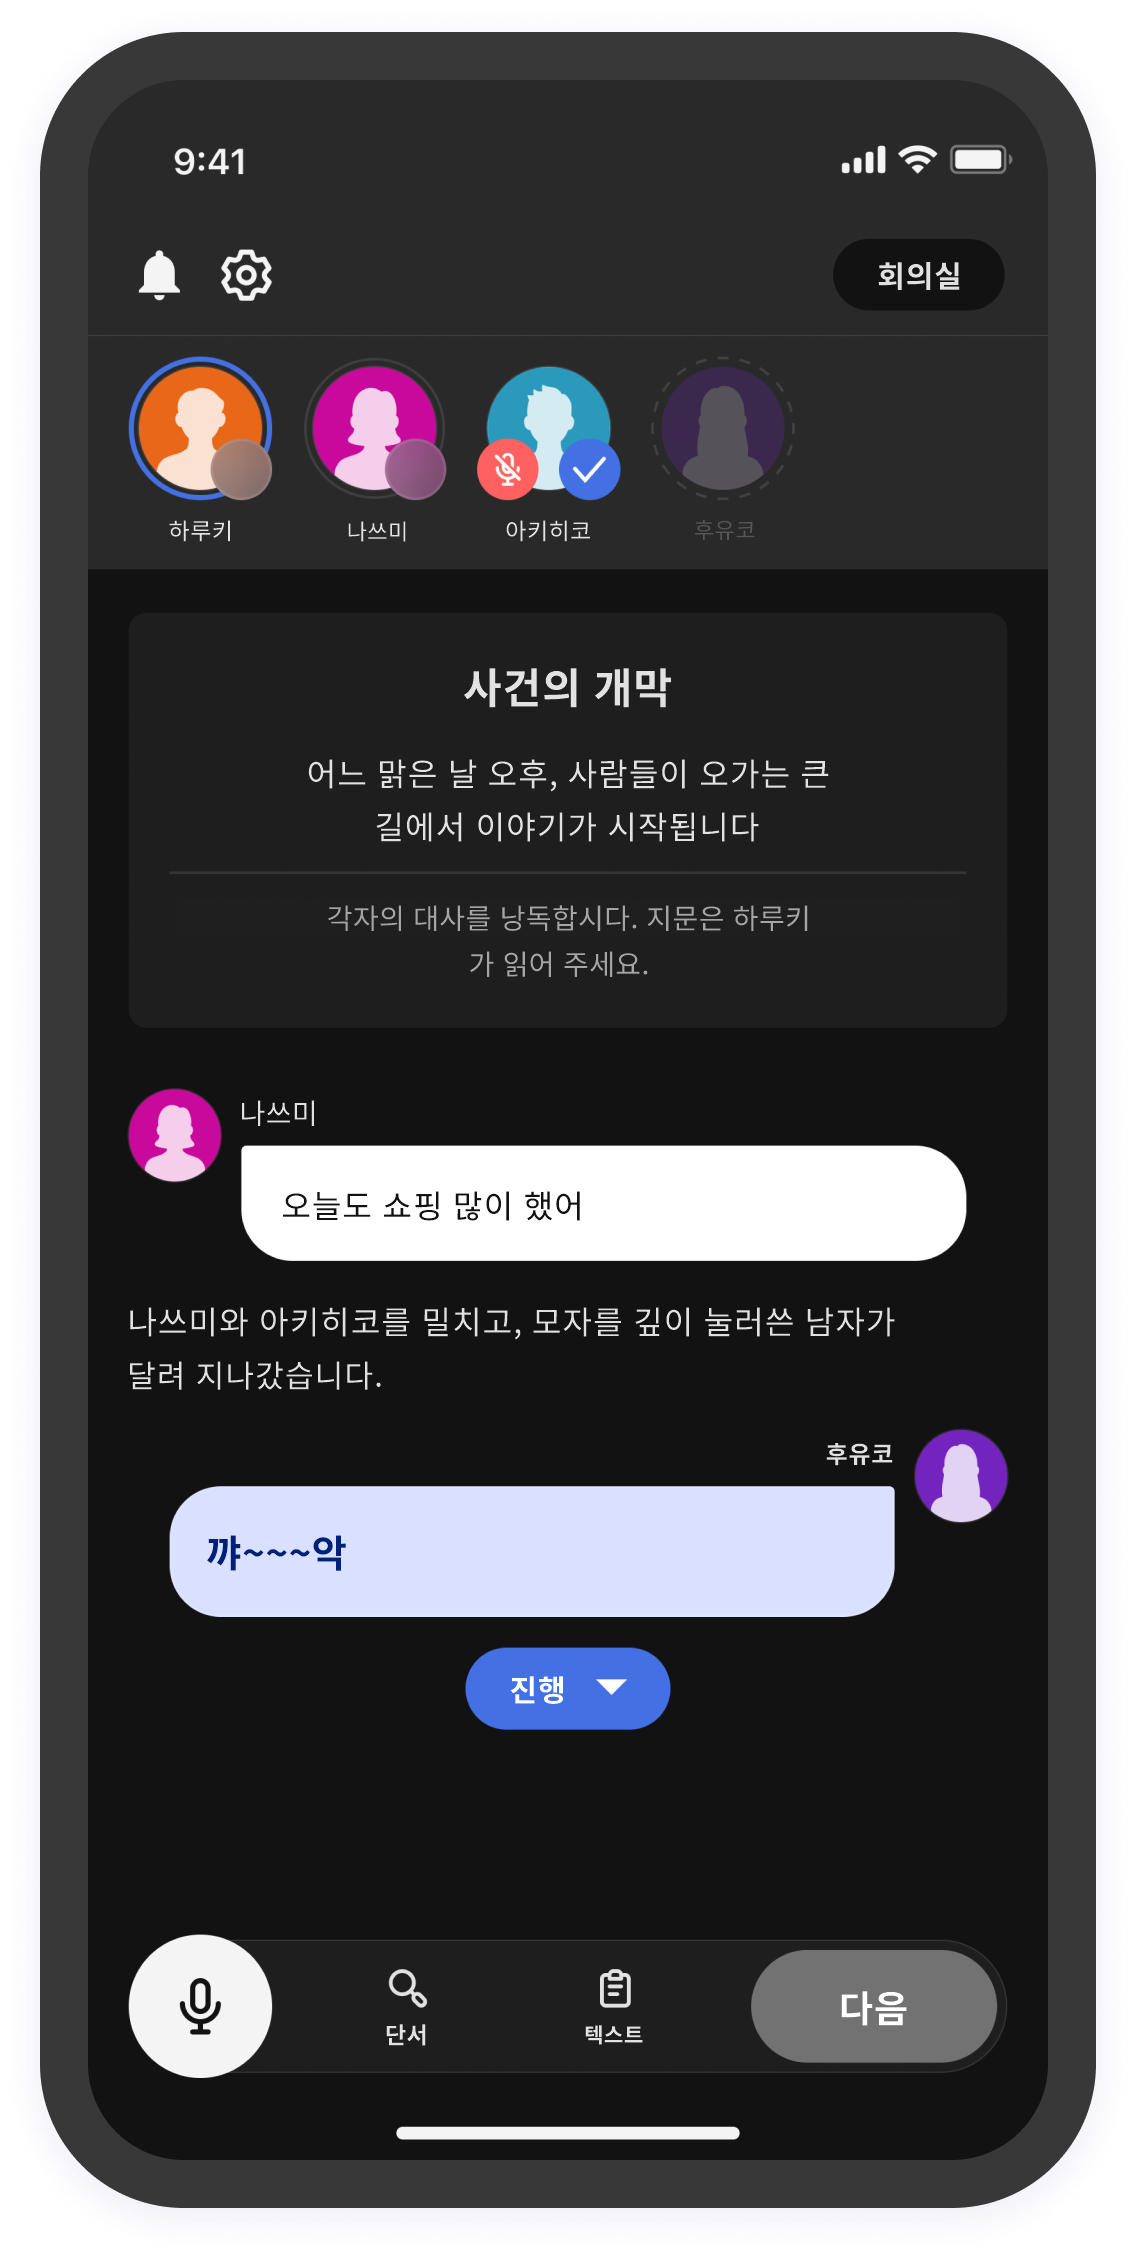 9:41
회의실
하루키
나쓰미
아키히코
후유코
사건의 개막
어느 맑은 날 오후, 사람들이 오가는 큰
길에서 이야기가 시작됩니다
각자의 대사를 낭독합시다. 지문은 하루키
가 읽어 주세요.
나쓰미
오늘도 쇼핑 많이 했어
나쓰미와 아키히코를 밀치고, 모자를 깊이 눌러쓴 남자가
달려 지나갔습니다.
후유코
꺄~~~악
진행
단서
텍스트
다음